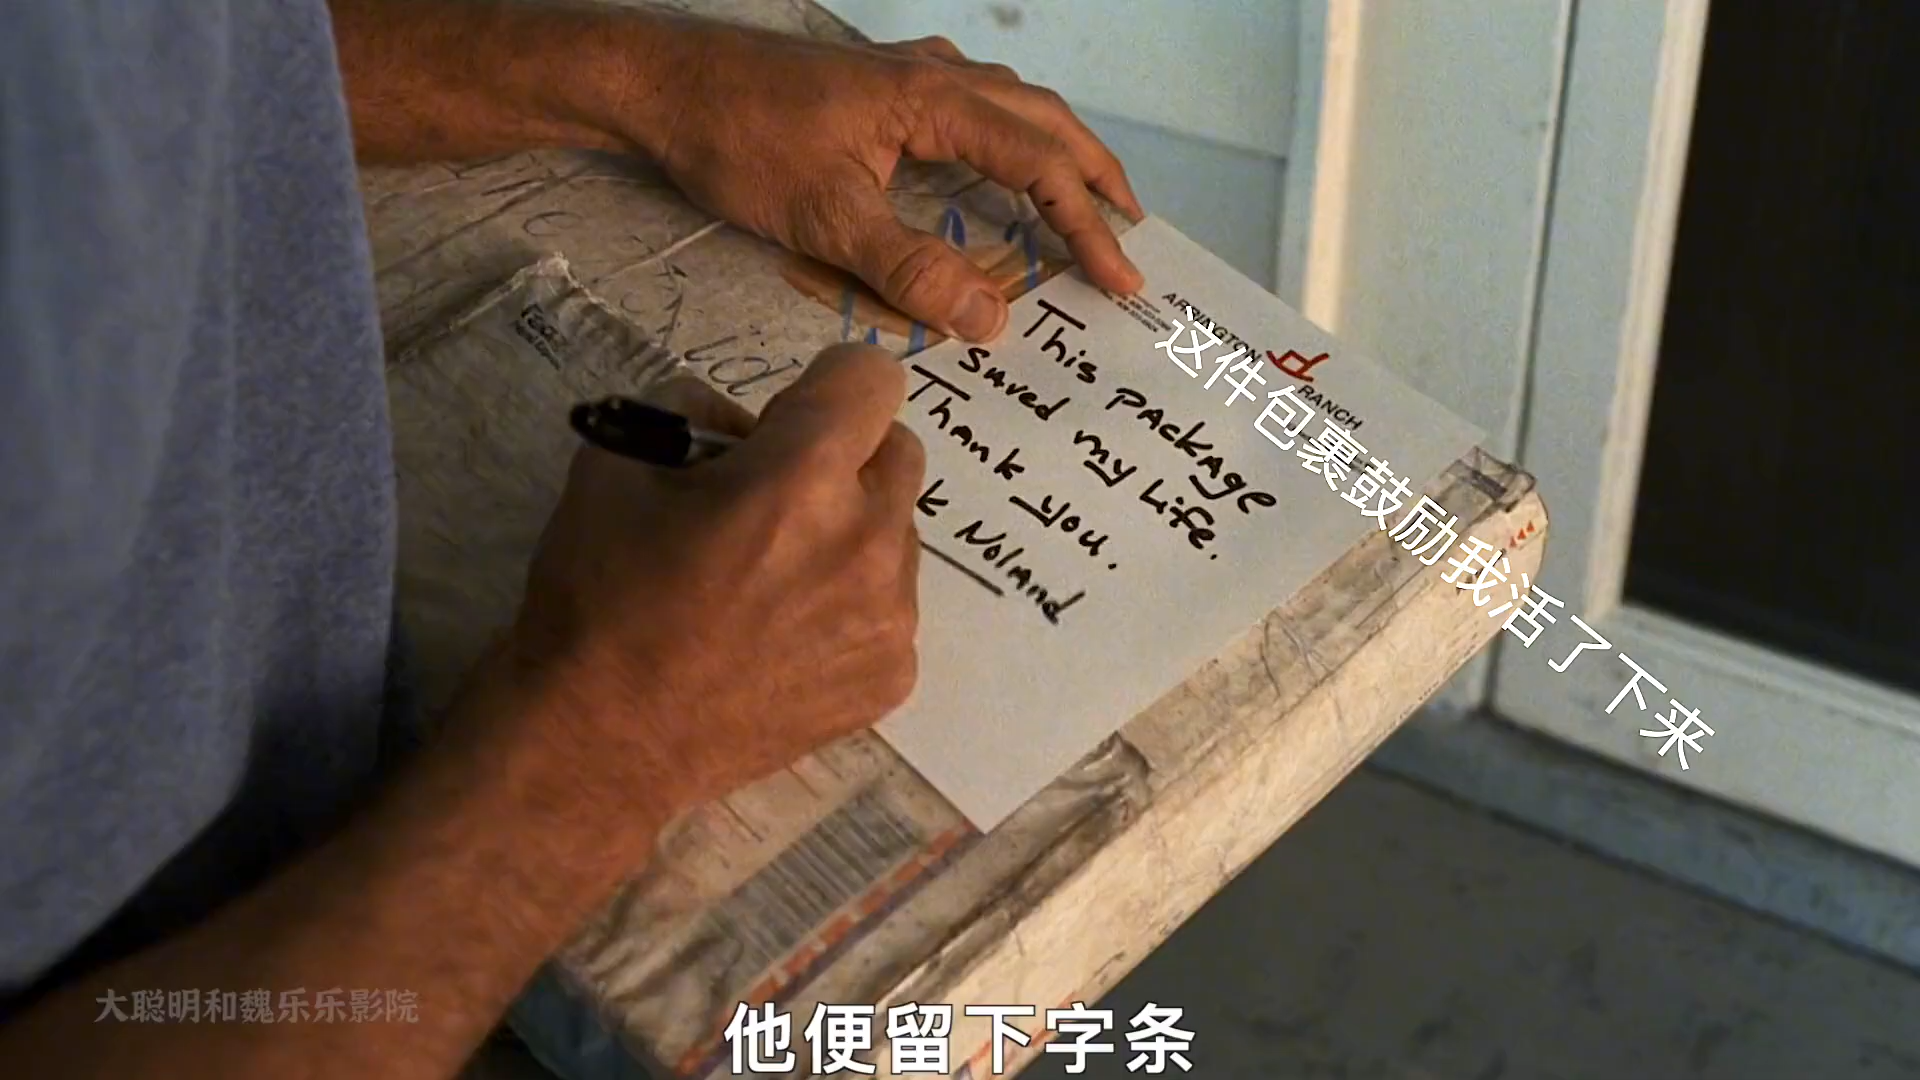 ARRINGTON
RANCH
This package
saved my Life.
Thank you.
k Noland
这件包裹鼓励我活了下来
他便留下字条
大聪明和魏乐乐影院